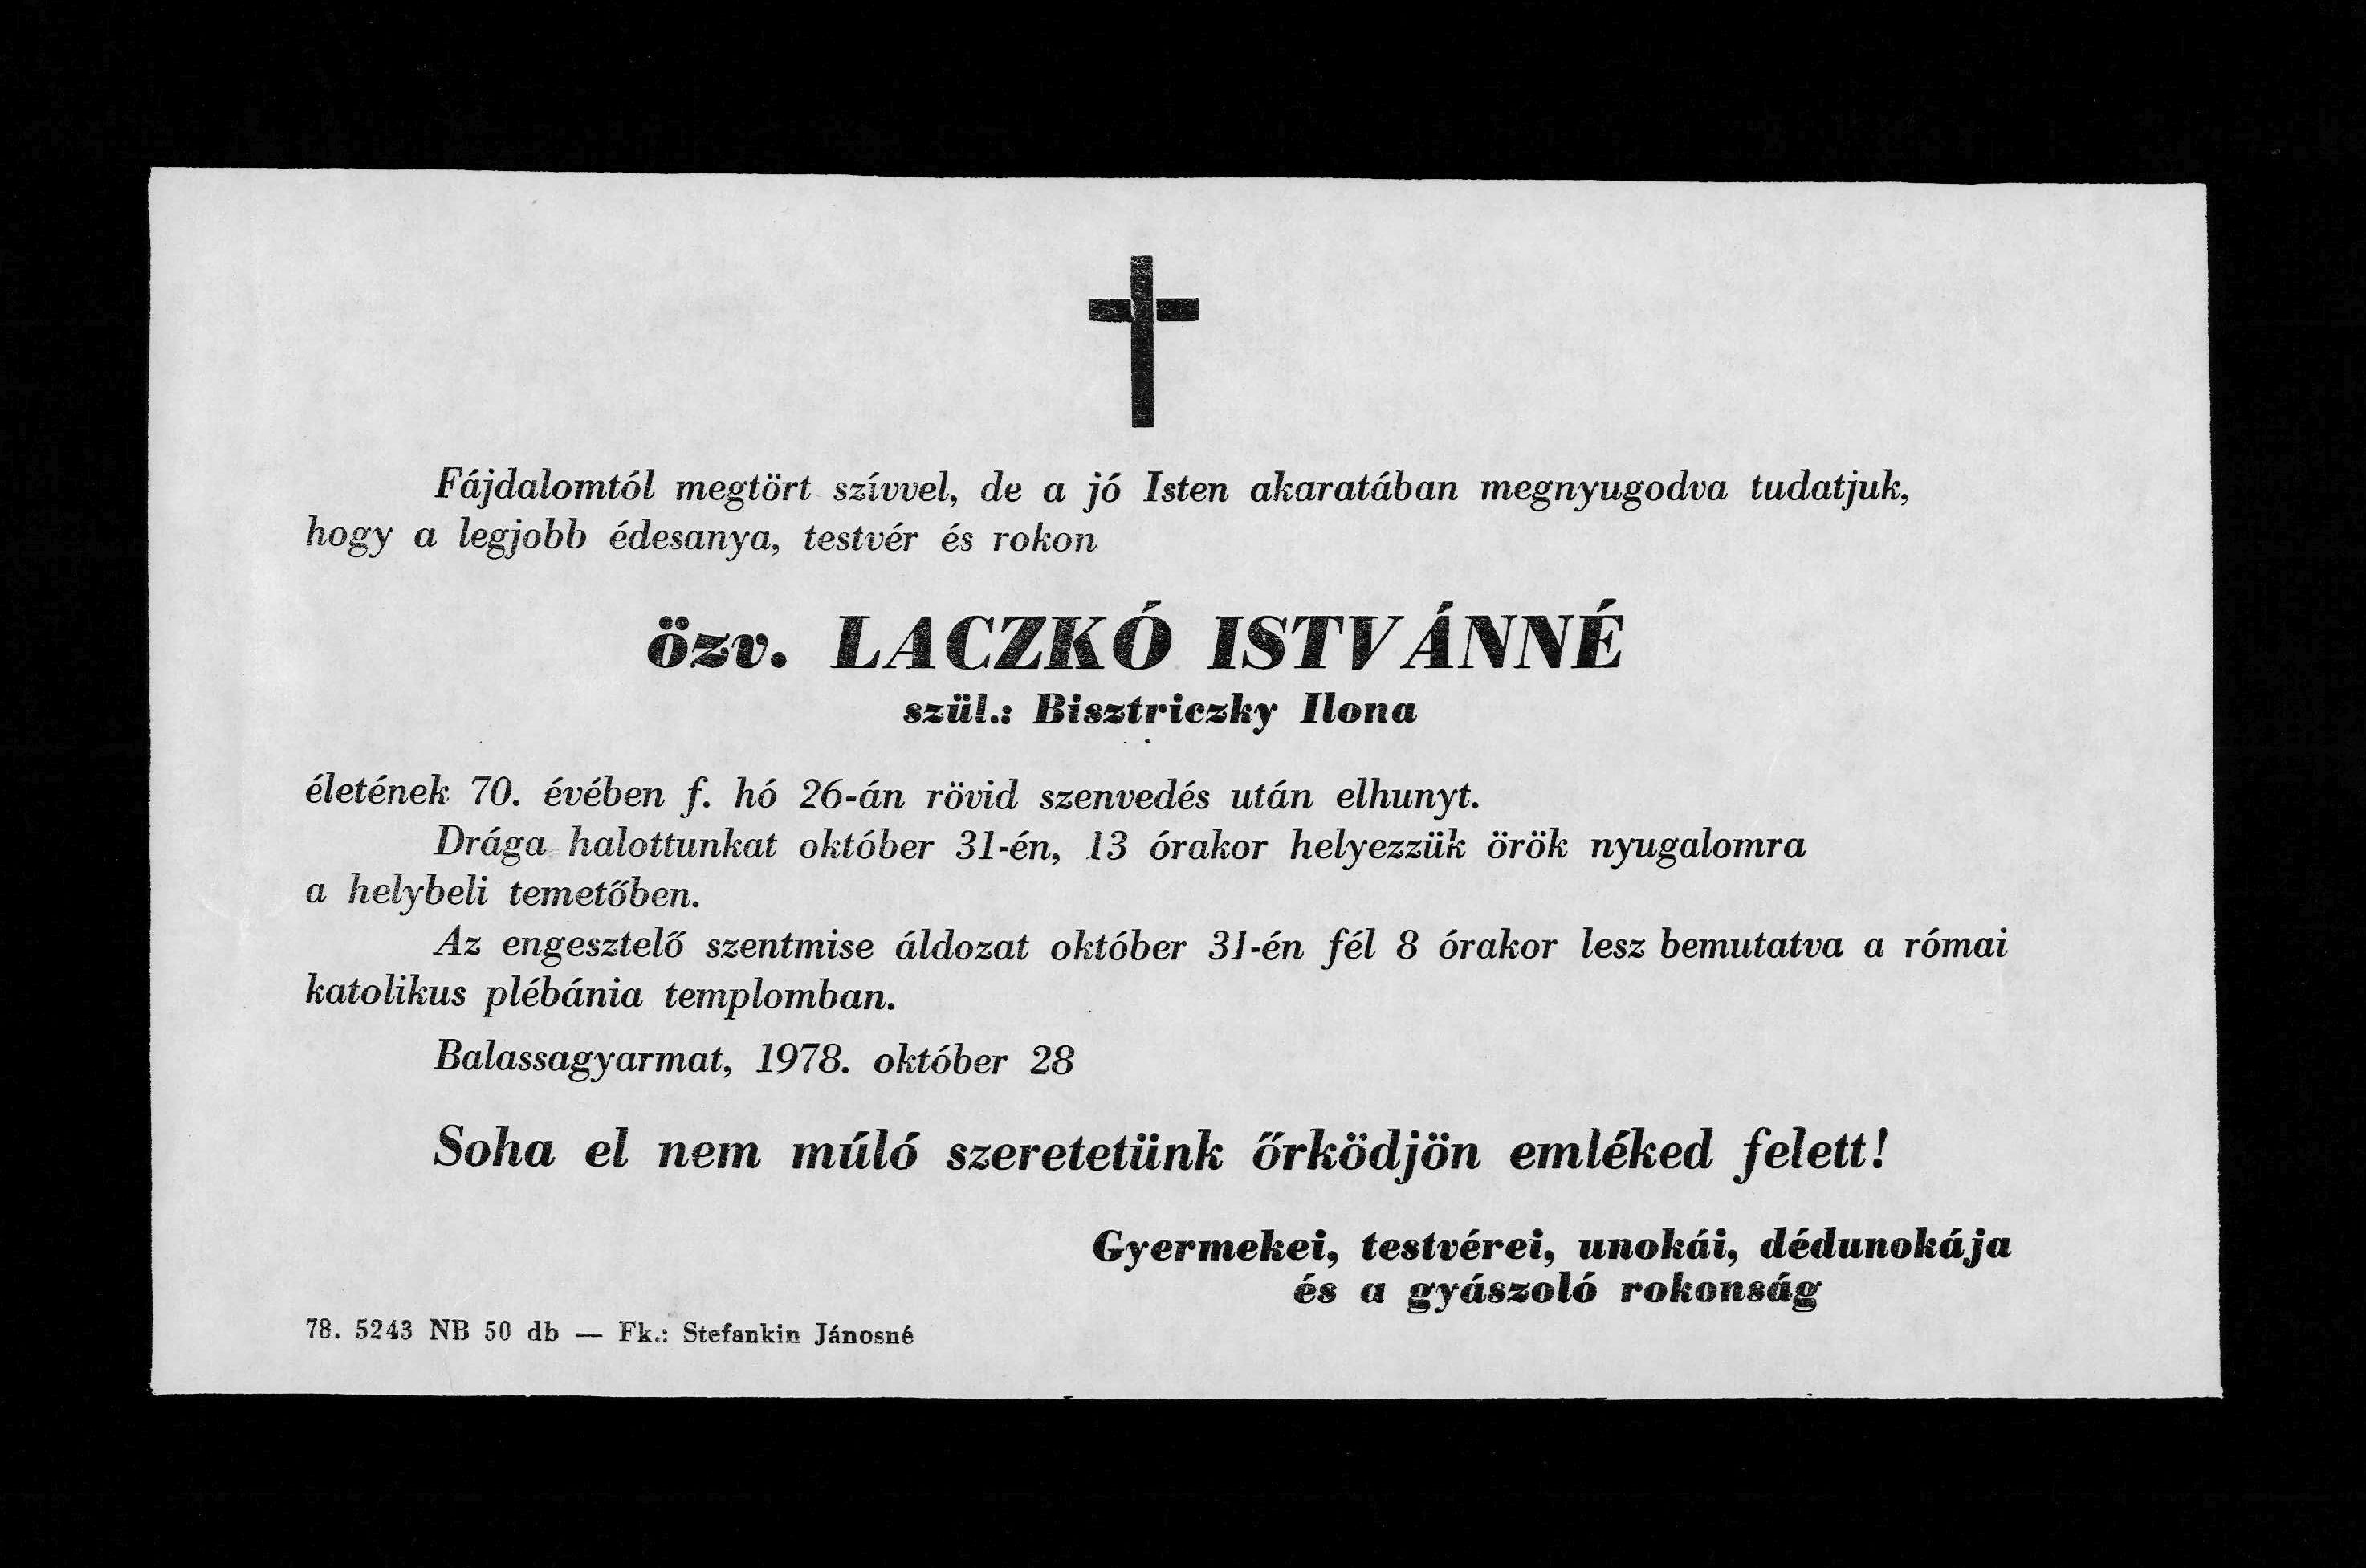 Fájdalomtól megtört szívvel, de a jó Isten akaratában megnyugodva tudatjuk,
hogy a legjobb édesanya, testvér és rokon
özv. LACZKÓ ISTVÁNNÉ
szül.: Bisztriczky Ilona
életének 70. évében f. hó 26-án rövid szenvedés után elhunyt.
Drága halottunkat október 31-én, 13 órakor helyezzük örök nyugalomra
a helybeli temetőben.
Az engesztelő szentmise áldozat október 31-én fél 8 órakor lesz bemutatva a római
katolikus plébánia templomban.
Balassagyarmat, 1978. október 28
Soha el nem múló szeretetünk őrködjön emléked felett!
Gyermekei, testvérei, unokái, dédunokája
és a gyászoló rokonság
78. 5243 NB 50 db — Fk.: Stefankin Jánosné